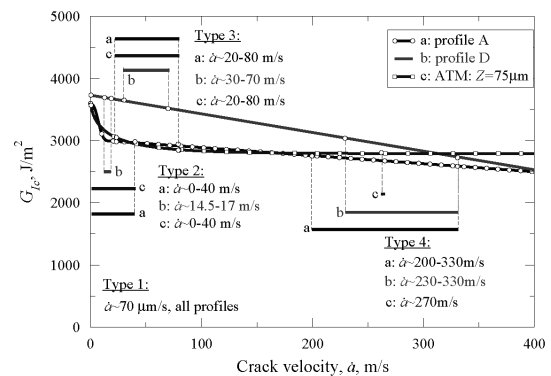 5000
4000
3000
2000
1000
0
G_Ic, J/m²
0
100
200
300
400
Crack velocity, ȧ, m/s
a: profile A
b: profile D
c: ATM: Z=75μm
Type 3:
a: ȧ~20-80 m/s
b: ȧ~30-70 m/s
c: ȧ~20-80 m/s
a
c
b
Type 2:
a: ȧ~0-40 m/s
b: ȧ~14.5-17 m/s
c: ȧ~0-40 m/s
b
c
a
Type 1:
ȧ~70 μm/s, all profiles
Type 4:
a: ȧ~200-330m/s
b: ȧ~230-330m/s
c: ȧ~270m/s
c
b
a